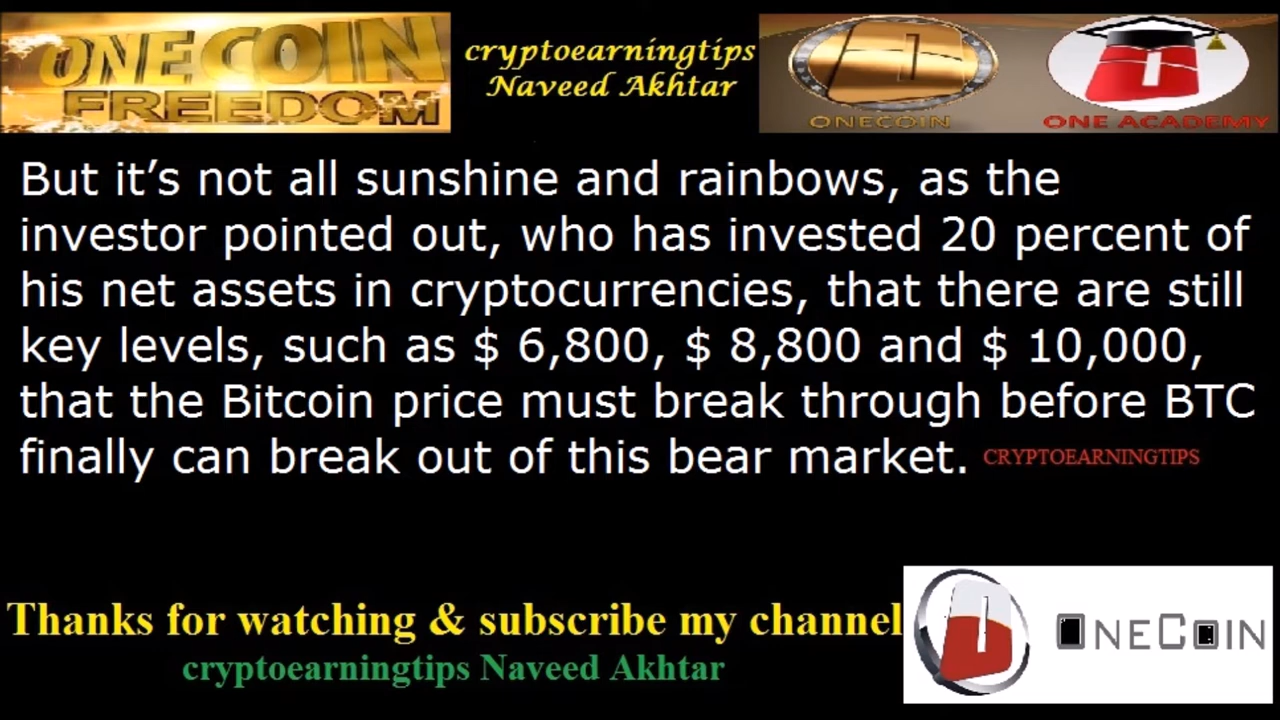 ONE COIN
FREEDOM
cryptoearningtips
Naveed Akhtar
ONECOIN
ONE ACADEMY
But it’s not all sunshine and rainbows, as the
investor pointed out, who has invested 20 percent of
his net assets in cryptocurrencies, that there are still
key levels, such as $ 6,800, $ 8,800 and $ 10,000,
that the Bitcoin price must break through before BTC
finally can break out of this bear market. CRYPTOEARNINGTIPS
Thanks for watching & subscribe my channel
cryptoearningtips Naveed Akhtar
ONECOIN